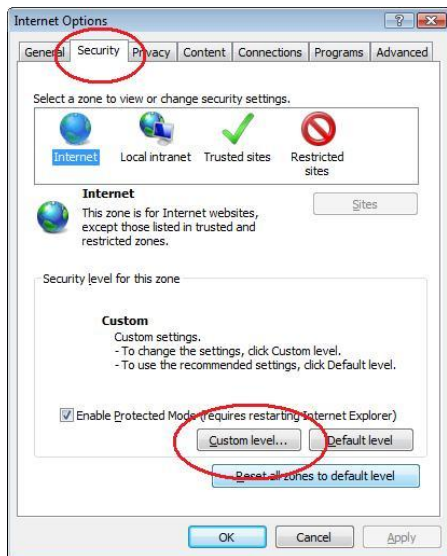 Internet Options
General Security Privacy Content Connections Programs Advanced
Select a zone to view or change security settings.
Internet Local intranet Trusted sites Restricted sites
Internet
This zone is for Internet websites,
except those listed in trusted and
restricted zones.
Sites
Security level for this zone
Custom
Custom settings.
- To change the settings, click Custom level.
- To use the recommended settings, click Default level.
Enable Protected Mode (requires restarting Internet Explorer)
Custom level... Default level
Reset all zones to default level
OK Cancel Apply